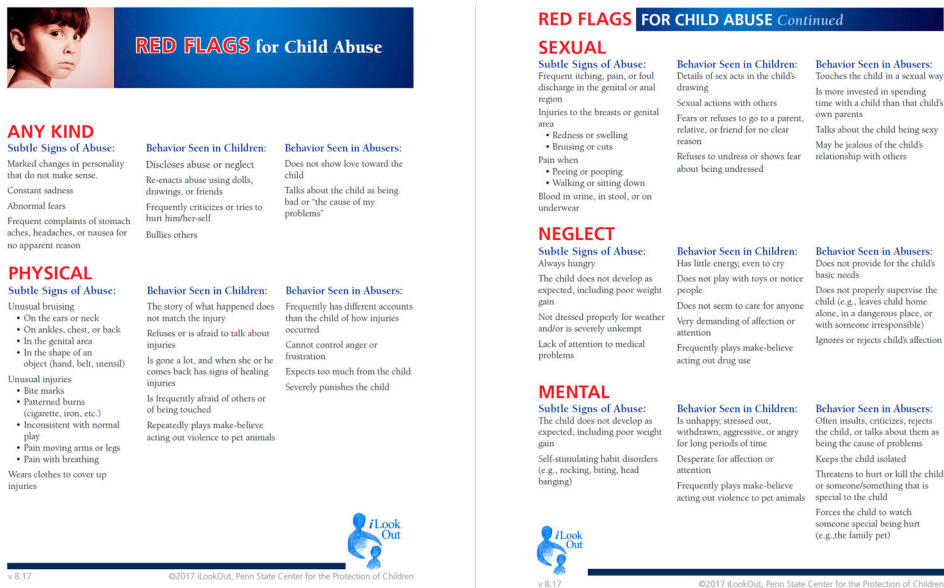 RED FLAGS for Child Abuse
ANY KIND
Subtle Signs of Abuse:
Marked changes in personality
that do not make sense.
Constant sadness
Abnormal fears
Frequent complaints of stomach
aches, headaches, or nausea for
no apparent reason
Behavior Seen in Children:
Discloses abuse or neglect
Re-enacts abuse using dolls,
drawings, or friends
Frequently criticizes or tries to
hurt him/her-self
Bullies others
Behavior Seen in Abusers:
Does not show love toward the
child
Talks about the child as being
bad or "the cause of my
problems"
PHYSICAL
Subtle Signs of Abuse:
Unusual bruising
• On the ears or neck
• On ankles, chest, or back
• In the genital area
• In the shape of an
object (hand, belt, utensil)
Unusual injuries
• Bite marks
• Patterned burns
(cigarette, iron, etc.)
• Inconsistent with normal
play
• Pain moving arms or legs
• Pain with breathing
Wears clothes to cover up
injuries
Behavior Seen in Children:
The story of what happened does
not match the injury
Refuses or is afraid to talk about
injuries
Is gone a lot, and when she or he
comes back has signs of healing
injuries
Is frequently afraid of others or
of being touched
Repeatedly plays make-believe
acting out violence to pet animals
Behavior Seen in Abusers:
Frequently has different accounts
than the child of how injuries
occurred
Cannot control anger or
frustration
Expects too much from the child
Severely punishes the child
iLook
Out
v 8.17
©2017 iLookOut, Penn State Center for the Protection of Children
RED FLAGS FOR CHILD ABUSE Continued
SEXUAL
Subtle Signs of Abuse:
Frequent itching, pain, or foul
discharge in the genital or anal
region
Injuries to the breasts or genital
area
• Redness or swelling
• Bruising or cuts
Pain when
• Peeing or pooping
• Walking or sitting down
Blood in urine, in stool, or on
underwear
Behavior Seen in Children:
Details of sex acts in the child's
drawing
Sexual actions with others
Fears or refuses to go to a parent,
relative, or friend for no clear
reason
Refuses to undress or shows fear
about being undressed
Behavior Seen in Abusers:
Touches the child in a sexual way
Is more invested in spending
time with a child than that child's
own parents
Talks about the child being sexy
May be jealous of the child's
relationship with others
NEGLECT
Subtle Signs of Abuse:
Always hungry
The child does not develop as
expected, including poor weight
gain
Not dressed properly for weather
and/or is severely unkempt
Lack of attention to medical
problems
Behavior Seen in Children:
Has little energy, even to cry
Does not play with toys or notice
people
Does not seem to care for anyone
Very demanding of affection or
attention
Frequently plays make-believe
acting out drug use
Behavior Seen in Abusers:
Does not provide for the child's
basic needs
Does not properly supervise the
child (e.g., leaves child home
alone, in a dangerous place, or
with someone irresponsible)
Ignores or rejects child's affection
MENTAL
Subtle Signs of Abuse:
The child does not develop as
expected, including poor weight
gain
Self-stimulating habit disorders
(e.g., rocking, biting, head
banging)
Behavior Seen in Children:
Is unhappy, stressed out,
withdrawn, aggressive, or angry
for long periods of time
Desperate for affection or
attention
Frequently plays make-believe
acting out violence to pet animals
Behavior Seen in Abusers:
Often insults, criticizes, rejects
the child, or talks about them as
being the cause of problems
Keeps the child isolated
Threatens to hurt or kill the child
or someone/something that is
special to the child
Forces the child to watch
someone special being hurt
(e.g.,the family pet)
iLook
Out
v 8.17
©2017 iLookOut, Penn State Center for the Protection of Children